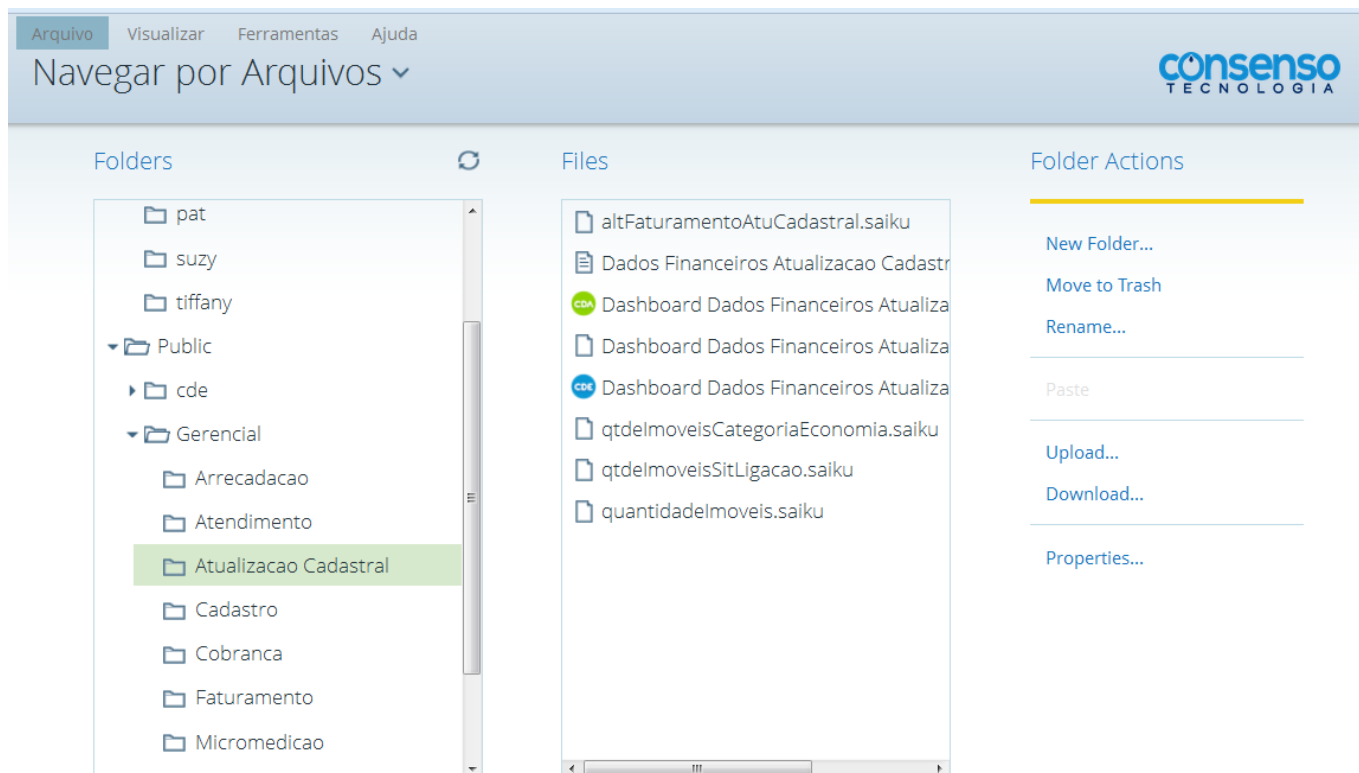 Arquivo Visualizar Ferramentas Ajuda
Navegar por Arquivos
consenso
TECNOLOGIA
Folders
pat
suzy
tiffany
Public
cde
Gerencial
Arrecadacao
Atendimento
Atualizacao Cadastral
Cadastro
Cobranca
Faturamento
Micromedicao
Files
altFaturamentoAtuCadastral.saiku
Dados Financeiros Atualizacao Cadastr
CDA Dashboard Dados Financeiros Atualiza
Dashboard Dados Financeiros Atualiza
CDE Dashboard Dados Financeiros Atualiza
qtdeImoveisCategoriaEconomia.saiku
qtdeImoveisSitLigacao.saiku
quantidadeImoveis.saiku
Folder Actions
New Folder...
Move to Trash
Rename...
Paste
Upload...
Download...
Properties...